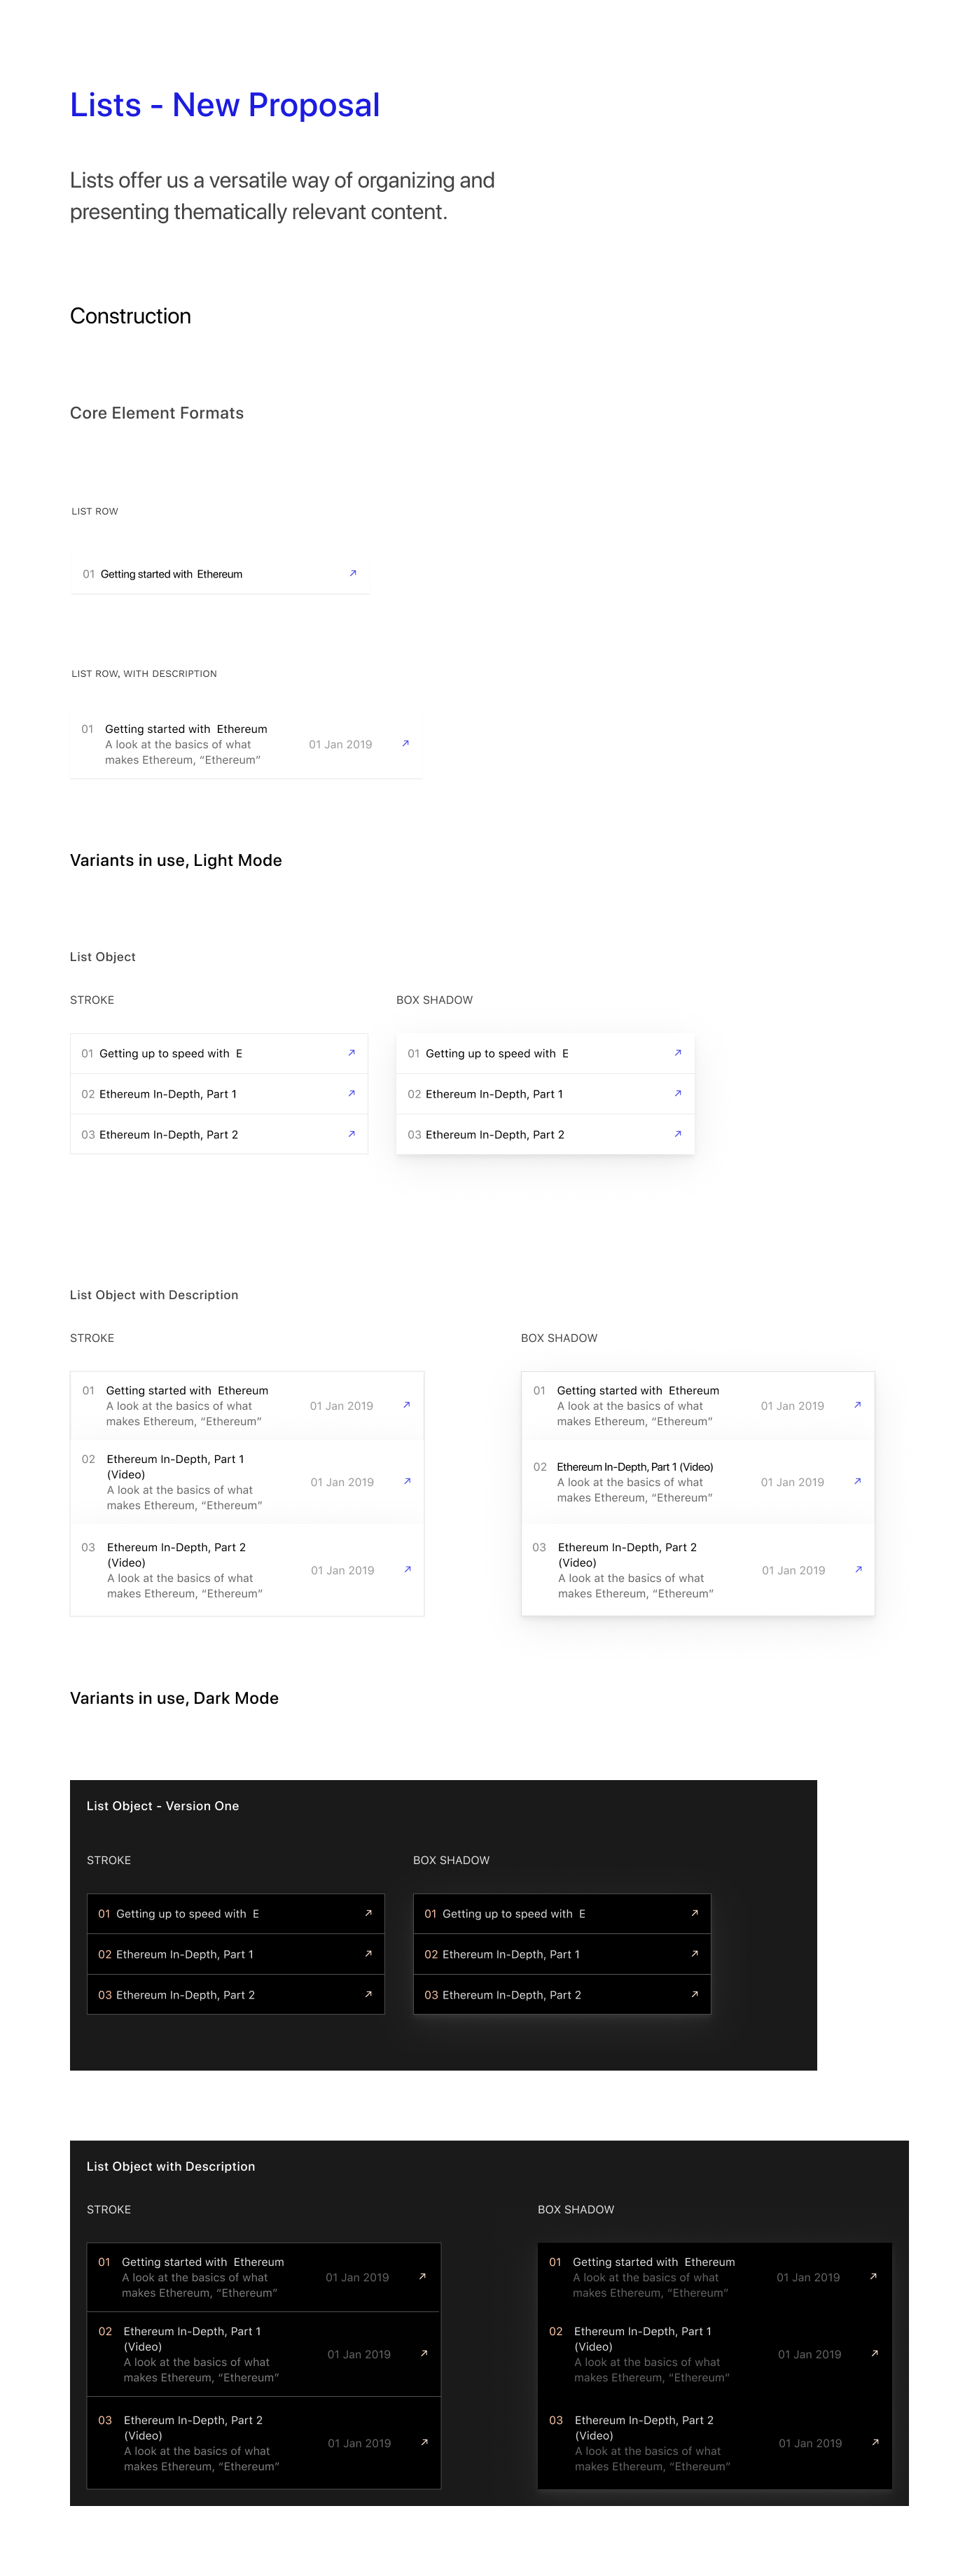 Lists - New Proposal
Lists offer us a versatile way of organizing and
presenting thematically relevant content.
Construction
Core Element Formats
LIST ROW
01 Getting started with Ethereum
LIST ROW, WITH DESCRIPTION
01 Getting started with Ethereum
A look at the basics of what
makes Ethereum, “Ethereum”
01 Jan 2019
Variants in use, Light Mode
List Object
STROKE
01 Getting up to speed with E
02 Ethereum In-Depth, Part 1
03 Ethereum In-Depth, Part 2
BOX SHADOW
01 Getting up to speed with E
02 Ethereum In-Depth, Part 1
03 Ethereum In-Depth, Part 2
List Object with Description
STROKE
01 Getting started with Ethereum
A look at the basics of what
makes Ethereum, “Ethereum”
01 Jan 2019
02 Ethereum In-Depth, Part 1
(Video)
A look at the basics of what
makes Ethereum, “Ethereum”
01 Jan 2019
03 Ethereum In-Depth, Part 2
(Video)
A look at the basics of what
makes Ethereum, “Ethereum”
01 Jan 2019
BOX SHADOW
01 Getting started with Ethereum
A look at the basics of what
makes Ethereum, “Ethereum”
01 Jan 2019
02 Ethereum In-Depth, Part 1 (Video)
A look at the basics of what
makes Ethereum, “Ethereum”
01 Jan 2019
03 Ethereum In-Depth, Part 2
(Video)
A look at the basics of what
makes Ethereum, “Ethereum”
01 Jan 2019
Variants in use, Dark Mode
List Object - Version One
STROKE
01 Getting up to speed with E
02 Ethereum In-Depth, Part 1
03 Ethereum In-Depth, Part 2
BOX SHADOW
01 Getting up to speed with E
02 Ethereum In-Depth, Part 1
03 Ethereum In-Depth, Part 2
List Object with Description
STROKE
01 Getting started with Ethereum
A look at the basics of what
makes Ethereum, “Ethereum”
01 Jan 2019
02 Ethereum In-Depth, Part 1
(Video)
A look at the basics of what
makes Ethereum, “Ethereum”
01 Jan 2019
03 Ethereum In-Depth, Part 2
(Video)
A look at the basics of what
makes Ethereum, “Ethereum”
01 Jan 2019
BOX SHADOW
01 Getting started with Ethereum
A look at the basics of what
makes Ethereum, “Ethereum”
01 Jan 2019
02 Ethereum In-Depth, Part 1
(Video)
A look at the basics of what
makes Ethereum, “Ethereum”
01 Jan 2019
03 Ethereum In-Depth, Part 2
(Video)
A look at the basics of what
makes Ethereum, “Ethereum”
01 Jan 2019